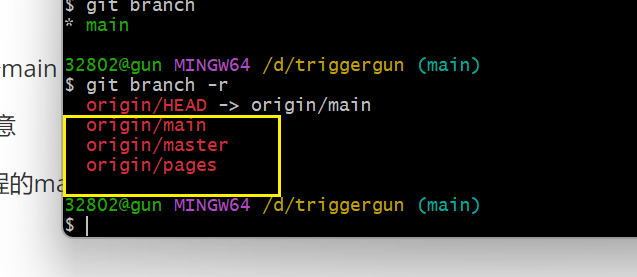 $ git branch
* main
32802@gun MINGW64 /d/triggergun (main)
main
$ git branch -r
origin/HEAD -> origin/main
origin/main
意
origin/master
origin/pages
程的ma
32802@gun MINGW64 /d/triggergun (main)
$